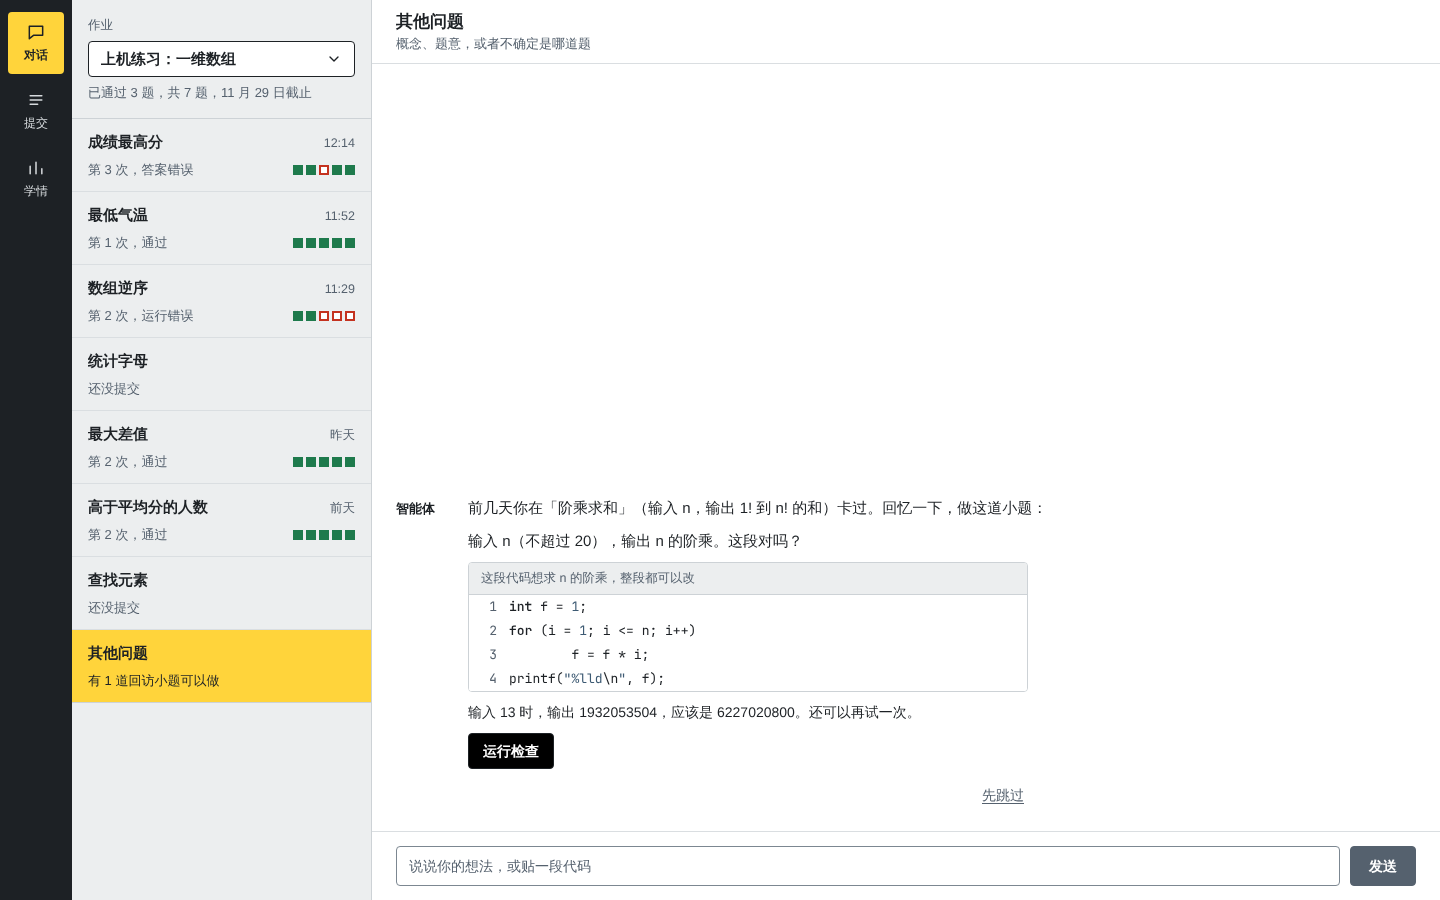 对话
提交
学情
作业
上机练习：一维数组
已通过 3 题，共 7 题，11 月 29 日截止
成绩最高分 12:14
第 3 次，答案错误
最低气温 11:52
第 1 次，通过
数组逆序 11:29
第 2 次，运行错误
统计字母
还没提交
最大差值 昨天
第 2 次，通过
高于平均分的人数 前天
第 2 次，通过
查找元素
还没提交
其他问题
有 1 道回访小题可以做
其他问题
概念、题意，或者不确定是哪道题
智能体
前几天你在「阶乘求和」（输入 n，输出 1! 到 n! 的和）卡过。回忆一下，做这道小题：
输入 n（不超过 20），输出 n 的阶乘。这段对吗？
这段代码想求 n 的阶乘，整段都可以改
1 int f = 1;
2 for (i = 1; i <= n; i++)
3 f = f * i;
4 printf("%lld\n", f);
输入 13 时，输出 1932053504，应该是 6227020800。还可以再试一次。
运行检查
先跳过
说说你的想法，或贴一段代码
发送